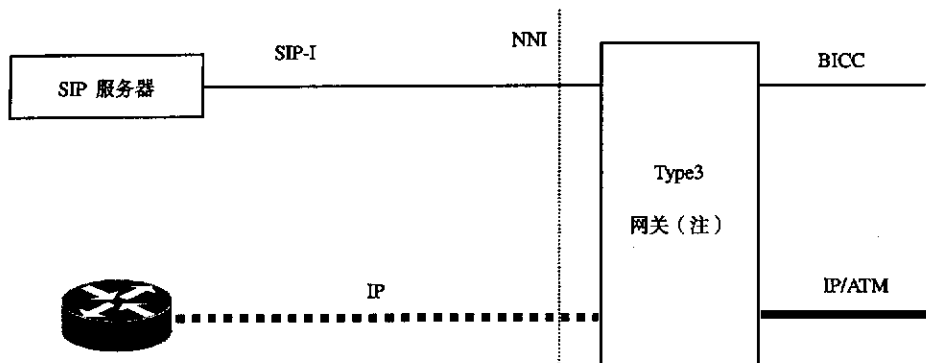 SIP-I
NNI
BICC
SIP 服务器
Type3
网关（注）
IP
IP/ATM